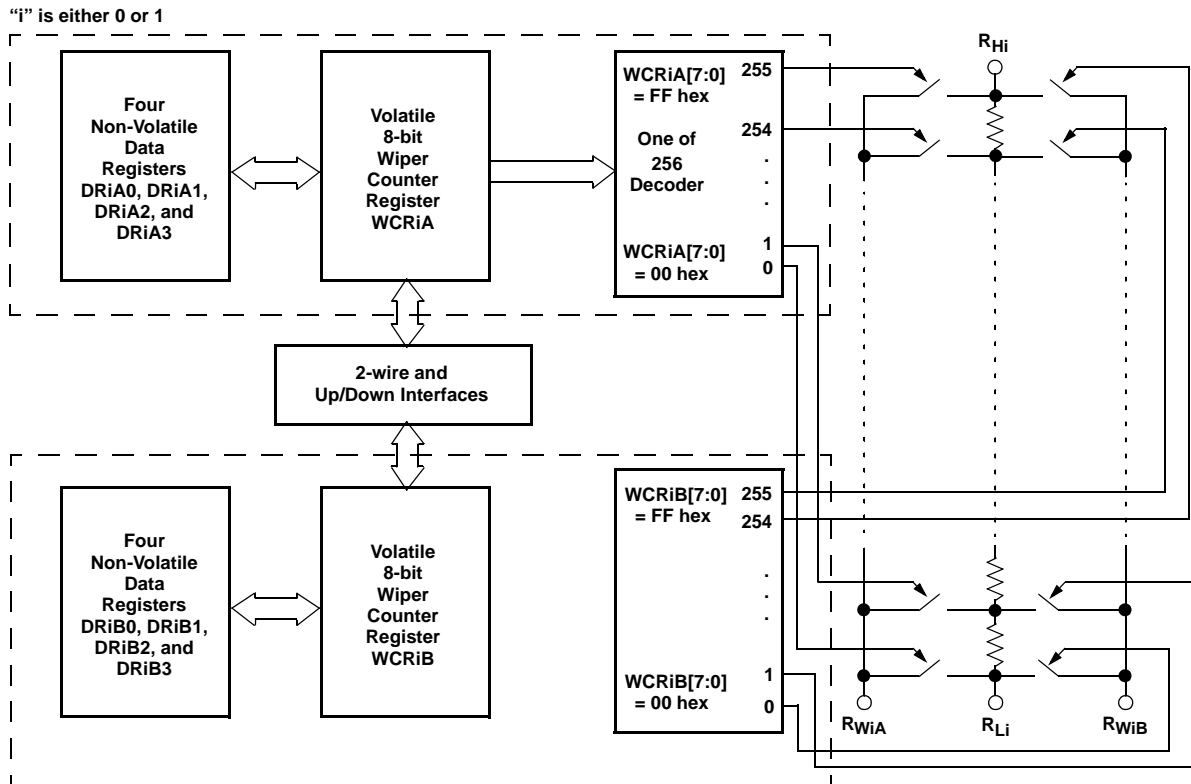 “i” is either 0 or 1
Four
Non-Volatile
Data
Registers
DRiA0, DRiA1,
DRiA2, and
DRiA3
Volatile
8-bit
Wiper
Counter
Register
WCRiA
WCRiA[7:0] 255
= FF hex
254
One of
256
Decoder
.
.
.
WCRiA[7:0] 1
= 00 hex 0
RHi
2-wire and
Up/Down Interfaces
Four
Non-Volatile
Data
Registers
DRiB0, DRiB1,
DRiB2, and
DRiB3
Volatile
8-bit
Wiper
Counter
Register
WCRiB
WCRiB[7:0] 255
= FF hex 254
.
.
.
.
WCRiB[7:0] 1
= 00 hex 0
RWiA
RLi
RWiB